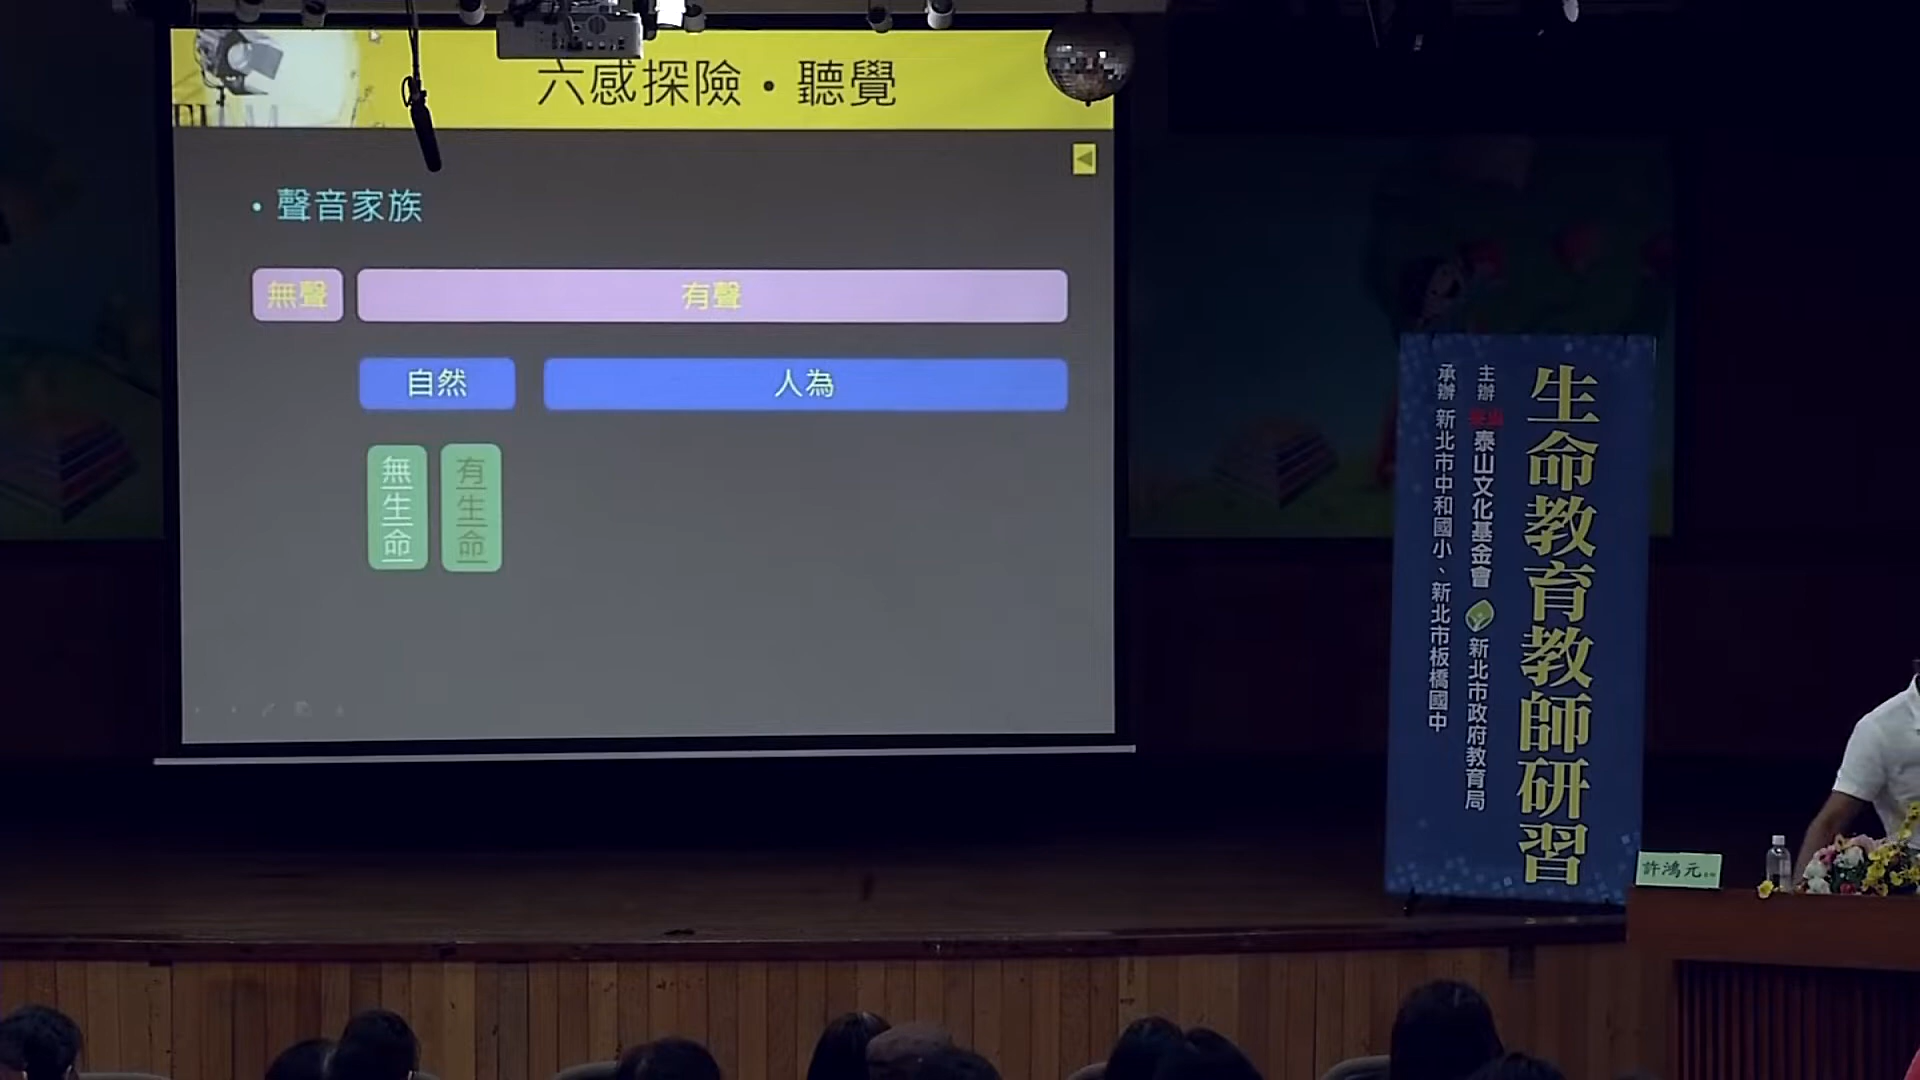 六感探險・聽覺
• 聲音家族
無聲
有聲
自然
人為
無生命
有生命
生命教育教師研習
主辦 泰山 泰山文化基金會 新北市政府教育局
承辦 新北市中和國小、新北市板橋國中
許鴻元